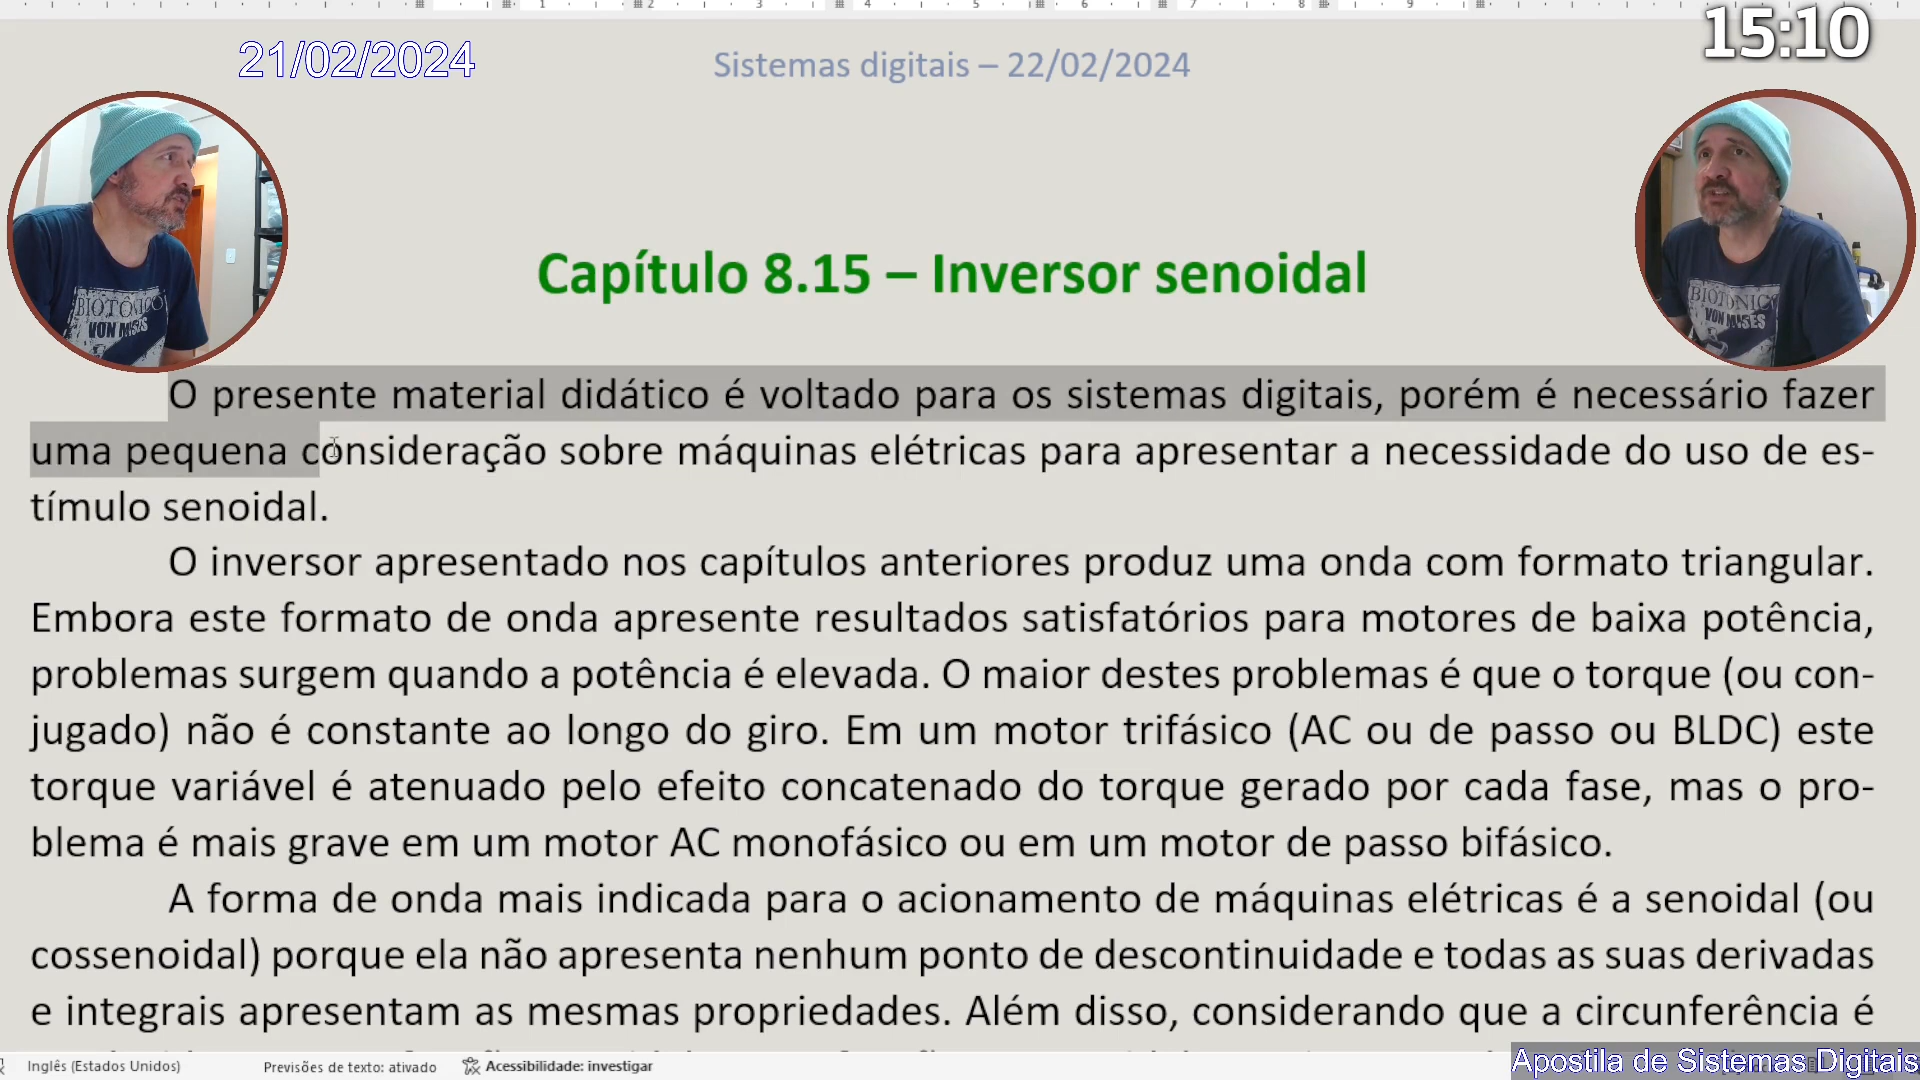 21/02/2024
Sistemas digitais – 22/02/2024
15:10
Capítulo 8.15 – Inversor senoidal
BIOTÔNICO
VON MISES
BIOTÔNICO
VON MISES
O presente material didático é voltado para os sistemas digitais, porém é necessário fazer
uma pequena consideração sobre máquinas elétricas para apresentar a necessidade do uso de es-
tímulo senoidal.
O inversor apresentado nos capítulos anteriores produz uma onda com formato triangular.
Embora este formato de onda apresente resultados satisfatórios para motores de baixa potência,
problemas surgem quando a potência é elevada. O maior destes problemas é que o torque (ou con-
jugado) não é constante ao longo do giro. Em um motor trifásico (AC ou de passo ou BLDC) este
torque variável é atenuado pelo efeito concatenado do torque gerado por cada fase, mas o pro-
blema é mais grave em um motor AC monofásico ou em um motor de passo bifásico.
A forma de onda mais indicada para o acionamento de máquinas elétricas é a senoidal (ou
cossenoidal) porque ela não apresenta nenhum ponto de descontinuidade e todas as suas derivadas
e integrais apresentam as mesmas propriedades. Além disso, considerando que a circunferência é
Inglês (Estados Unidos)
Previsões de texto: ativado
Acessibilidade: investigar
Apostila de Sistemas Digitais